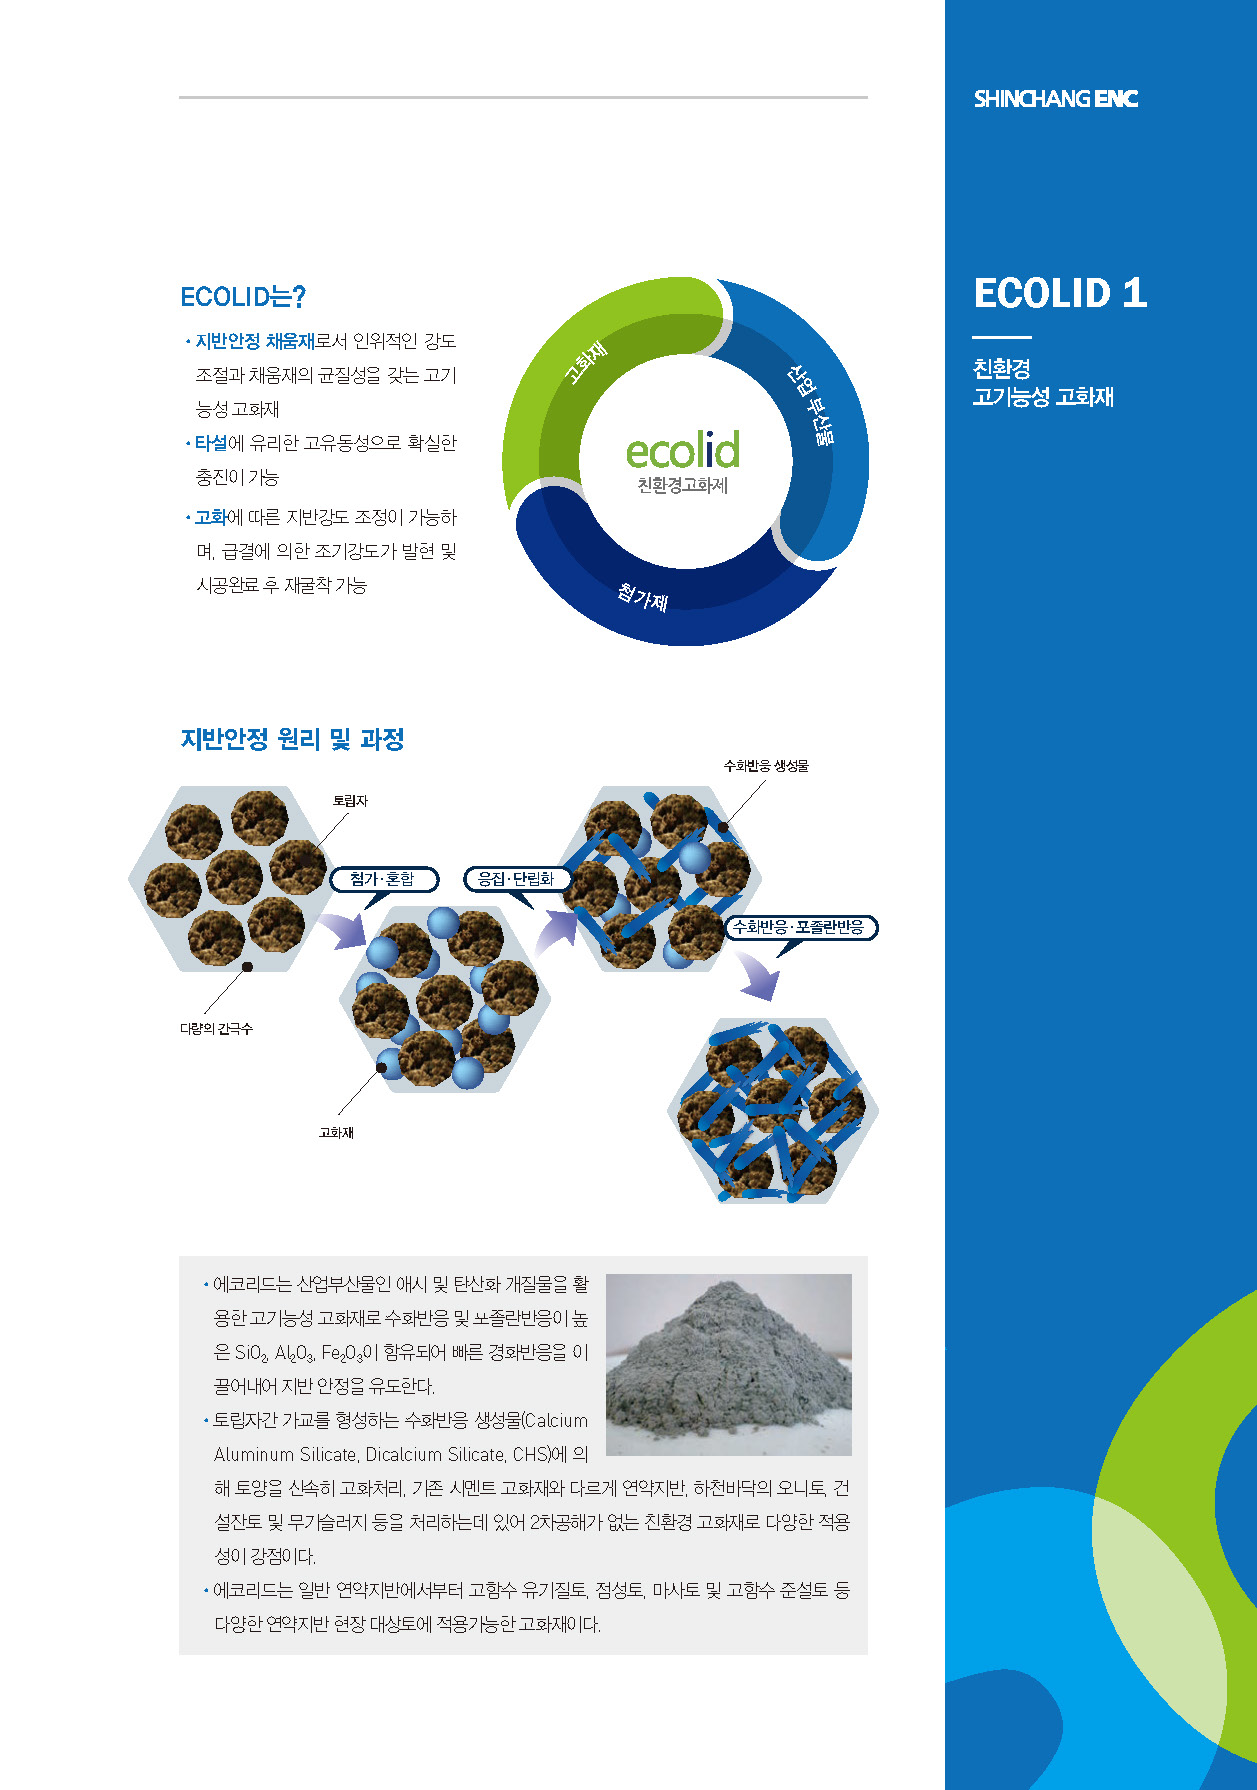 SHINCHANG ENC
ECOLID 1
친환경
고기능성 고화재
ECOLID는?
• 지반안정 채움재로서 인위적인 강도
조절과 채움재의 균질성을 갖는 고기
능성 고화재
• 타설에 유리한 고유동성으로 확실한
충진이 가능
• 고화에 따른 지반강도 조정이 가능하
며, 급결에 의한 조기강도가 발현 및
시공완료 후 재굴착 가능
고화재
산업 부산물
첨가제
ecolid
친환경고화제
지반안정 원리 및 과정
수화반응 생성물
토립자
첨가·혼합
응집·단립화
수화반응·포졸란반응
다량의 간극수
고화재
• 에코리드는 산업부산물인 애시 및 탄산화 개질물을 활
용한 고기능성 고화재로 수화반응 및 포졸란반응이 높
은 SiO₂, Al₂O₃, Fe₂O₃이 함유되어 빠른 경화반응을 이
끌어내어 지반 안정을 유도한다.
• 토립자간 가교를 형성하는 수화반응 생성물(Calcium
Aluminum Silicate, Dicalcium Silicate, CHS)에 의
해 토양을 신속히 고화처리, 기존 시멘트 고화재와 다르게 연약지반, 하천바닥의 오니토, 건
설잔토 및 무기슬러지 등을 처리하는데 있어 2차공해가 없는 친환경 고화재로 다양한 적용
성이 강점이다.
• 에코리드는 일반 연약지반에서부터 고함수 유기질토, 점성토, 마사토 및 고함수 준설토 등
다양한 연약지반 현장 대상토에 적용가능한 고화재이다.